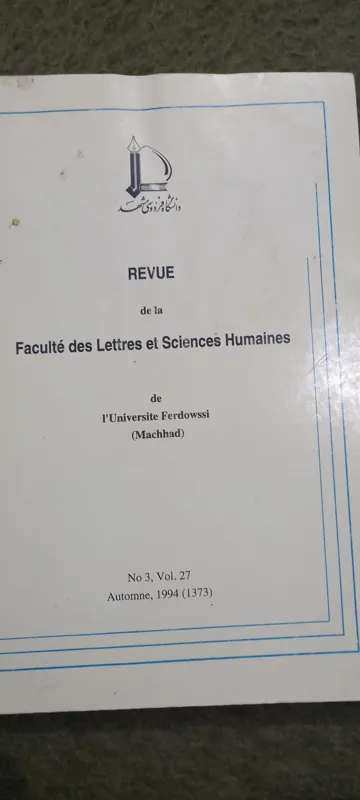 دانشگاه فردوسی مشهد
REVUE
de la
Faculté des Lettres et Sciences Humaines
de
l'Universite Ferdowssi
(Machhad)
No 3, Vol. 27
Automne, 1994 (1373)